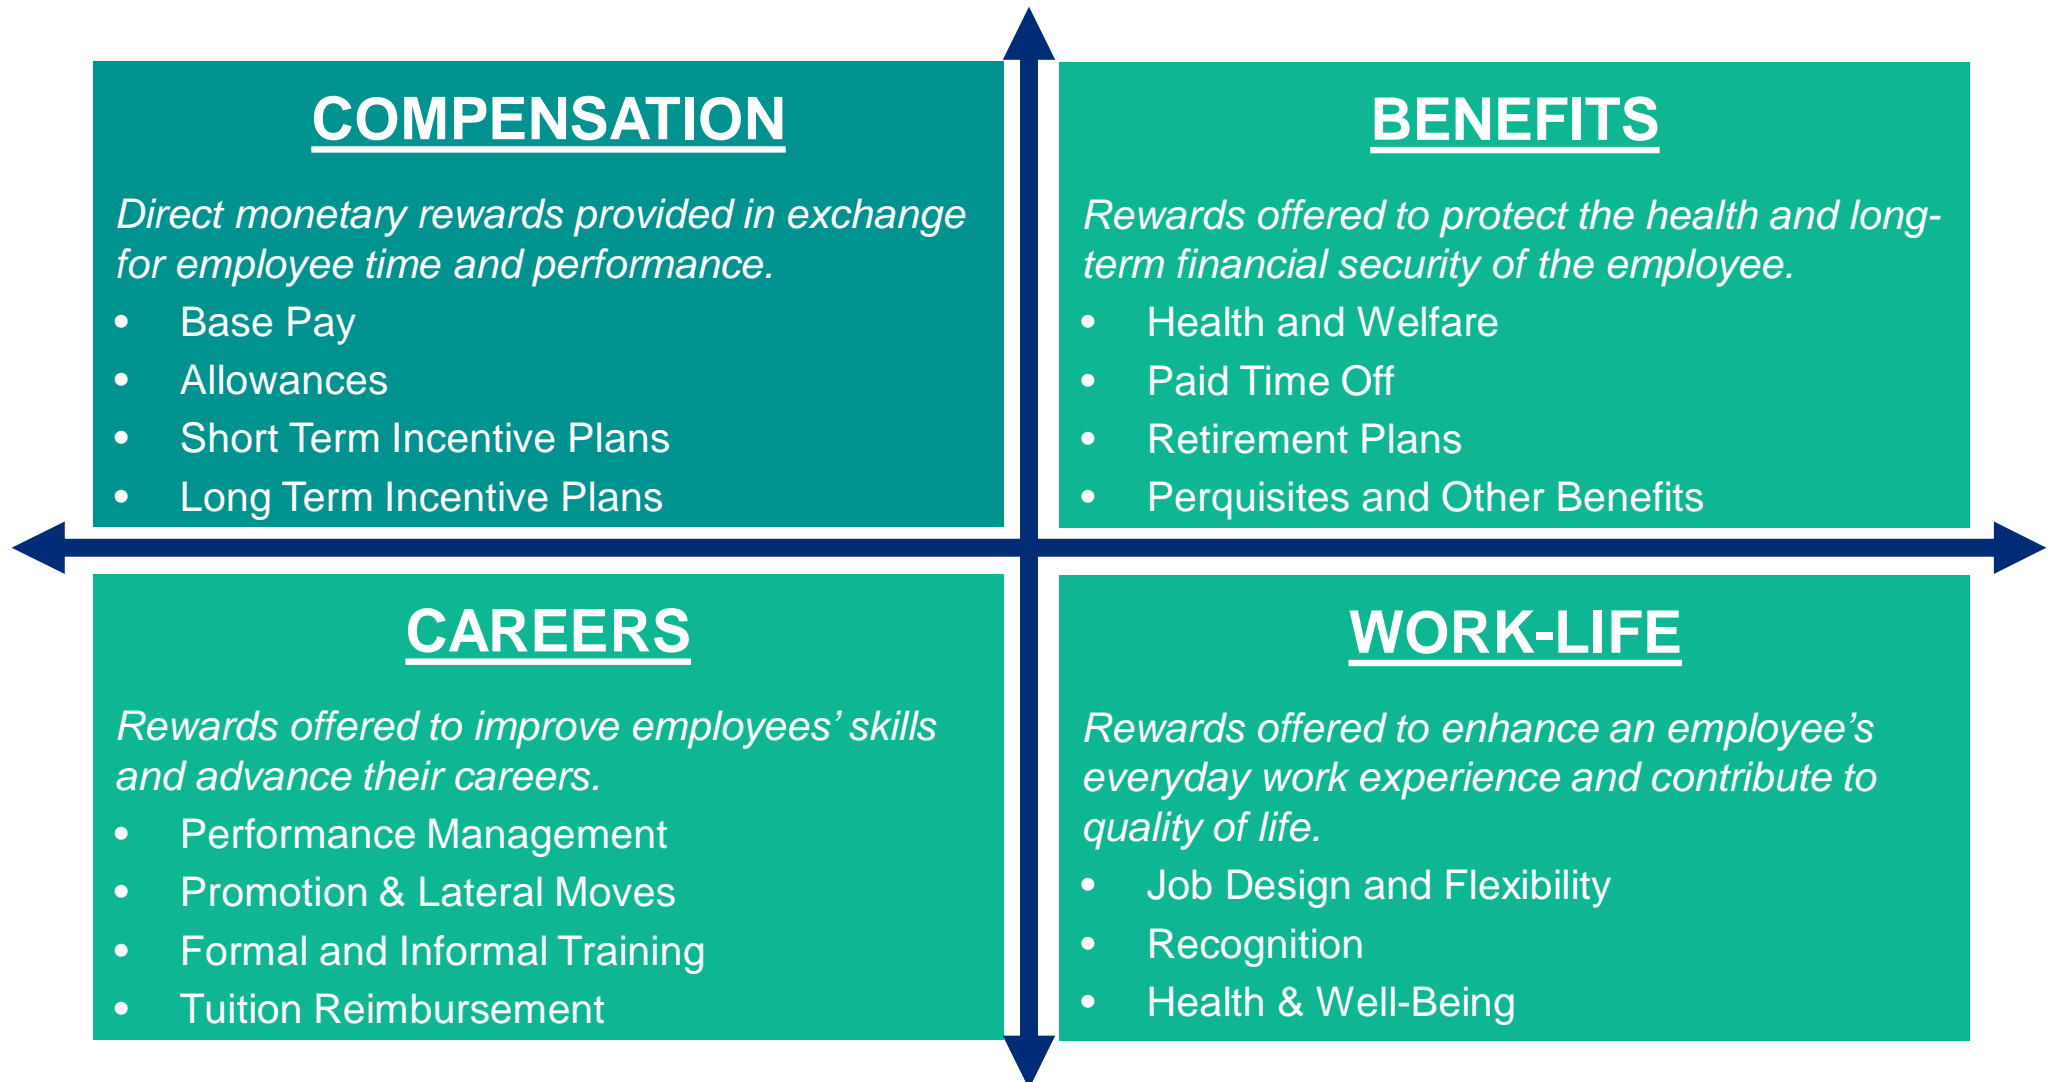 COMPENSATION
Direct monetary rewards provided in exchange
for employee time and performance.
• Base Pay
• Allowances
• Short Term Incentive Plans
• Long Term Incentive Plans
BENEFITS
Rewards offered to protect the health and long-
term financial security of the employee.
• Health and Welfare
• Paid Time Off
• Retirement Plans
• Perquisites and Other Benefits
CAREERS
Rewards offered to improve employees’ skills
and advance their careers.
• Performance Management
• Promotion & Lateral Moves
• Formal and Informal Training
• Tuition Reimbursement
WORK-LIFE
Rewards offered to enhance an employee’s
everyday work experience and contribute to
quality of life.
• Job Design and Flexibility
• Recognition
• Health & Well-Being